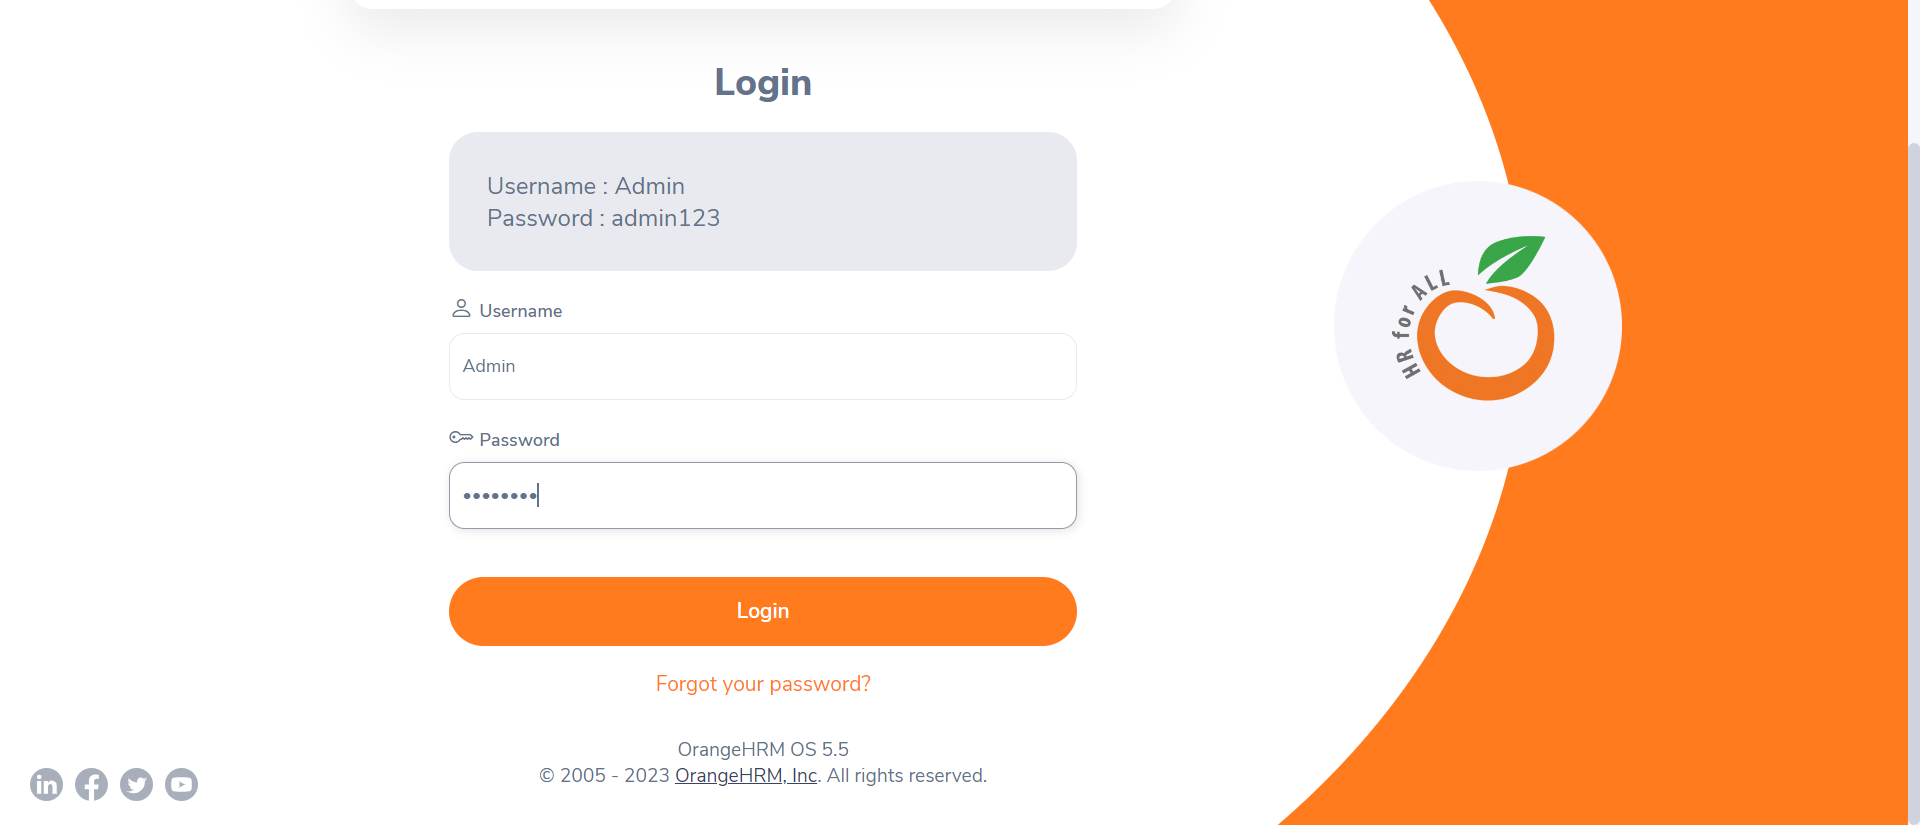 Login
Username : Admin
Password : admin123
Username
Admin
Password
••••••••
Login
Forgot your password?
OrangeHRM OS 5.5
© 2005 - 2023 OrangeHRM, Inc. All rights reserved.
HR for ALL